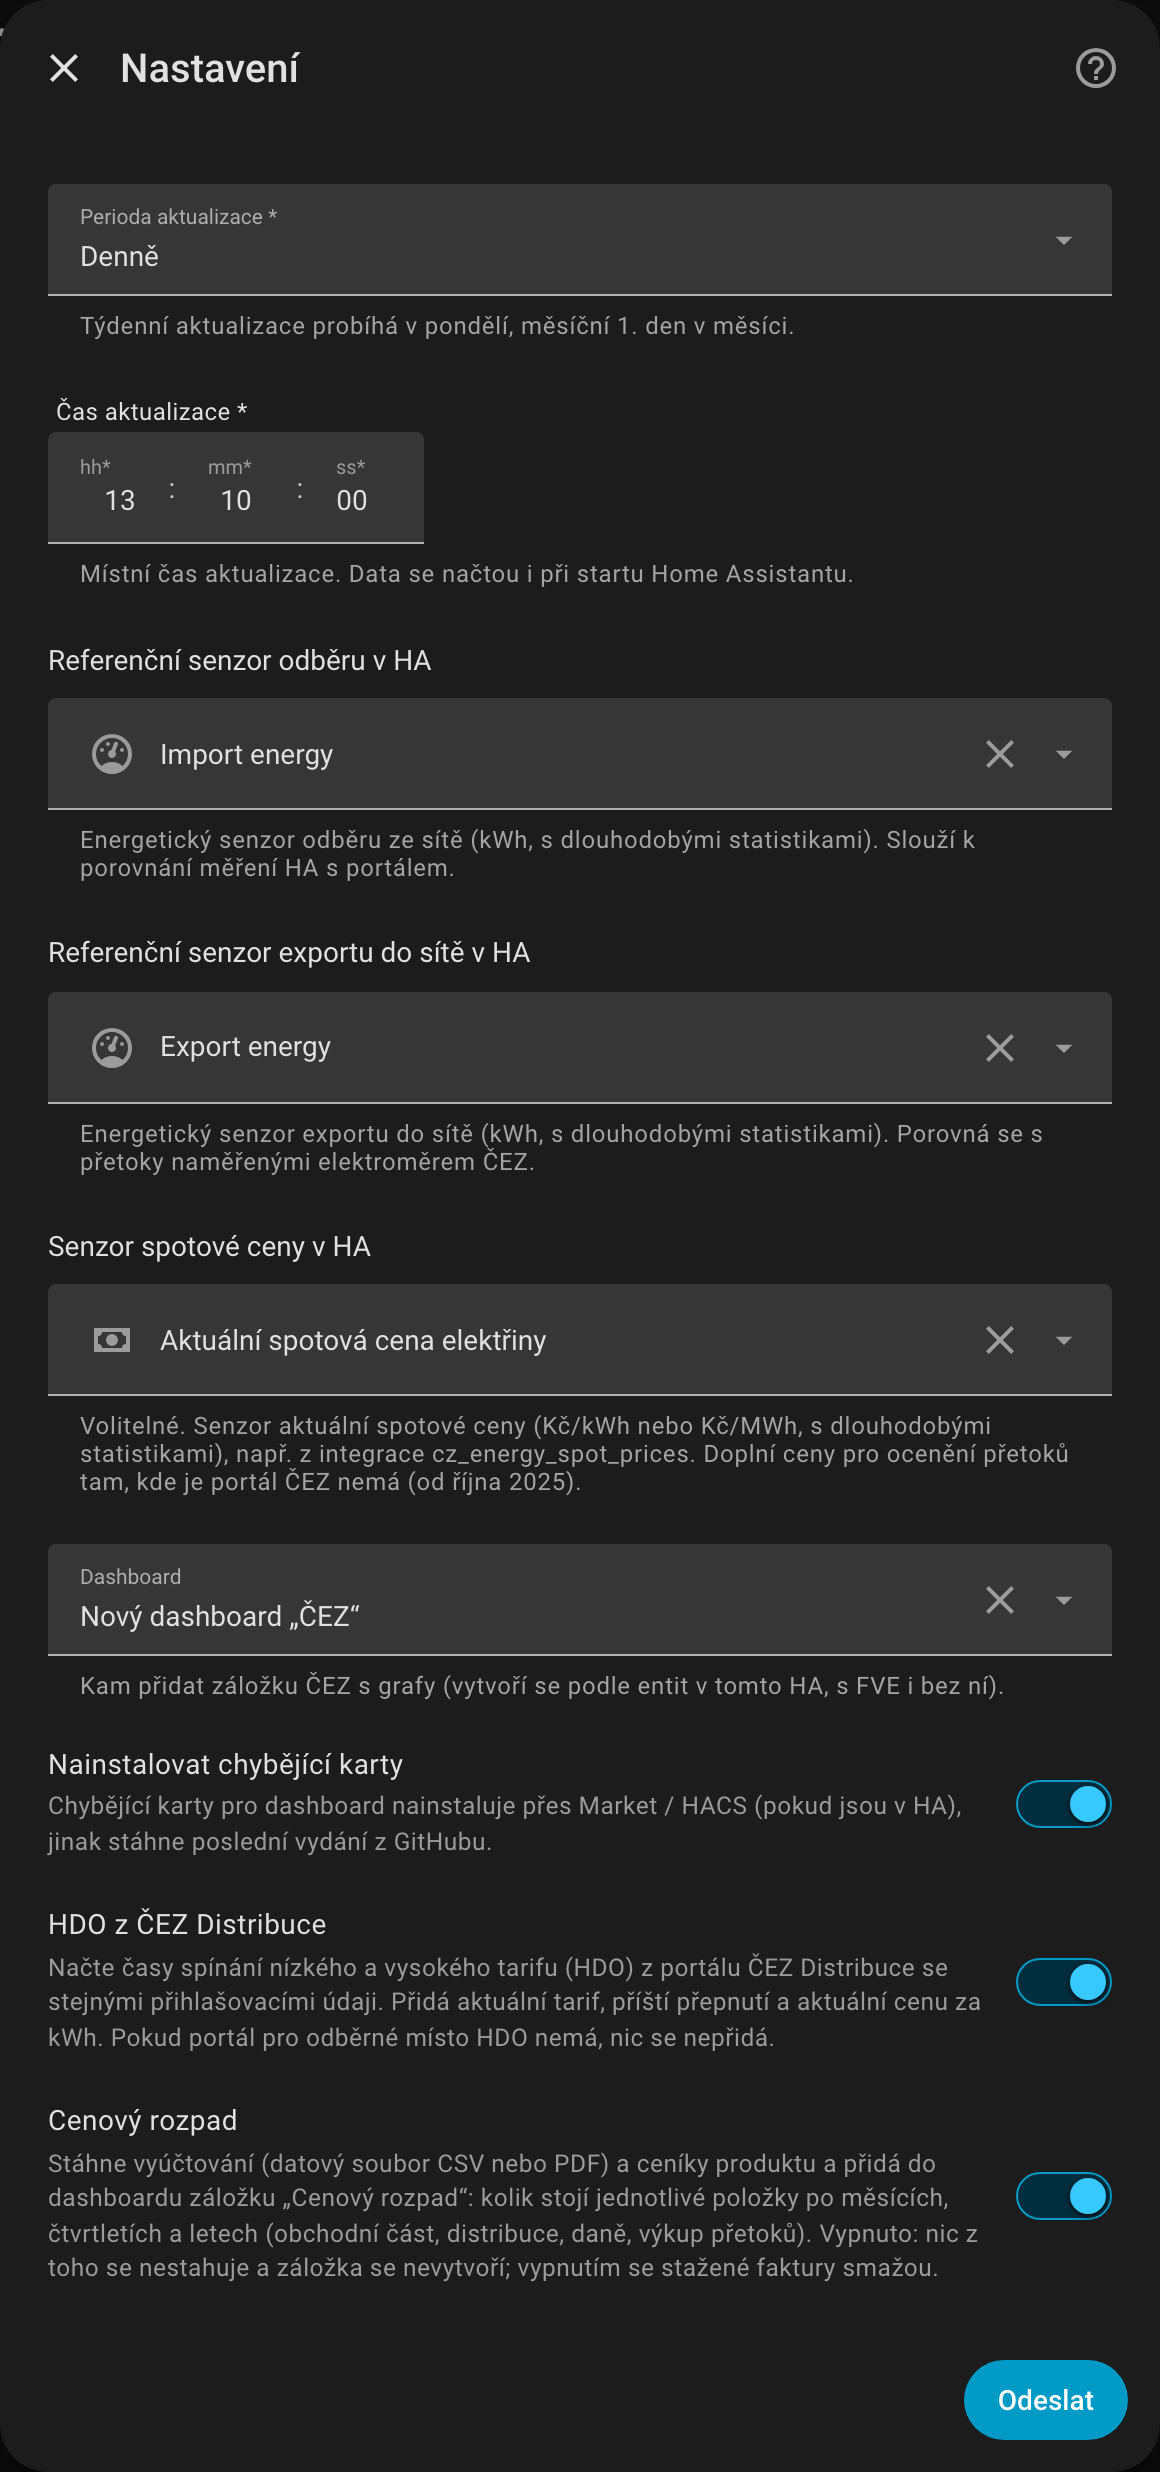 Nastavení
Perioda aktualizace *
Denně
Týdenní aktualizace probíhá v pondělí, měsíční 1. den v měsíci.
Čas aktualizace *
hh* mm* ss*
13 : 10 : 00
Místní čas aktualizace. Data se načtou i při startu Home Assistantu.
Referenční senzor odběru v HA
Import energy
Energetický senzor odběru ze sítě (kWh, s dlouhodobými statistikami). Slouží k
porovnání měření HA s portálem.
Referenční senzor exportu do sítě v HA
Export energy
Energetický senzor exportu do sítě (kWh, s dlouhodobými statistikami). Porovná se s
přetoky naměřenými elektroměrem ČEZ.
Senzor spotové ceny v HA
Aktuální spotová cena elektřiny
Volitelné. Senzor aktuální spotové ceny (Kč/kWh nebo Kč/MWh, s dlouhodobými
statistikami), např. z integrace cz_energy_spot_prices. Doplní ceny pro ocenění přetoků
tam, kde je portál ČEZ nemá (od října 2025).
Dashboard
Nový dashboard „ČEZ“
Kam přidat záložku ČEZ s grafy (vytvoří se podle entit v tomto HA, s FVE i bez ní).
Nainstalovat chybějící karty
Chybějící karty pro dashboard nainstaluje přes Market / HACS (pokud jsou v HA),
jinak stáhne poslední vydání z GitHubu.
HDO z ČEZ Distribuce
Načte časy spínání nízkého a vysokého tarifu (HDO) z portálu ČEZ Distribuce se
stejnými přihlašovacími údaji. Přidá aktuální tarif, příští přepnutí a aktuální cenu za
kWh. Pokud portál pro odběrné místo HDO nemá, nic se nepřidá.
Cenový rozpad
Stáhne vyúčtování (datový soubor CSV nebo PDF) a ceníky produktu a přidá do
dashboardu záložku „Cenový rozpad“: kolik stojí jednotlivé položky po měsících,
čtvrtletích a letech (obchodní část, distribuce, daně, výkup přetoků). Vypnuto: nic z
toho se nestahuje a záložka se nevytvoří; vypnutím se stažené faktury smažou.
Odeslat